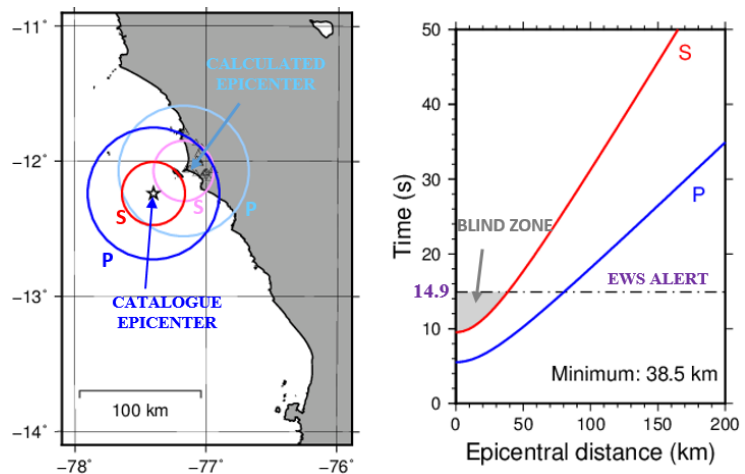 −11°
−12°
−13°
−14°
−78°
−77°
−76°
CALCULATED
EPICENTER
S
P
S
P
CATALOGUE
EPICENTER
100 km
50
40
30
20
10
0
14.9
Time (s)
S
P
BLIND ZONE
EWS ALERT
Minimum: 38.5 km
0
50
100
150
200
Epicentral distance (km)